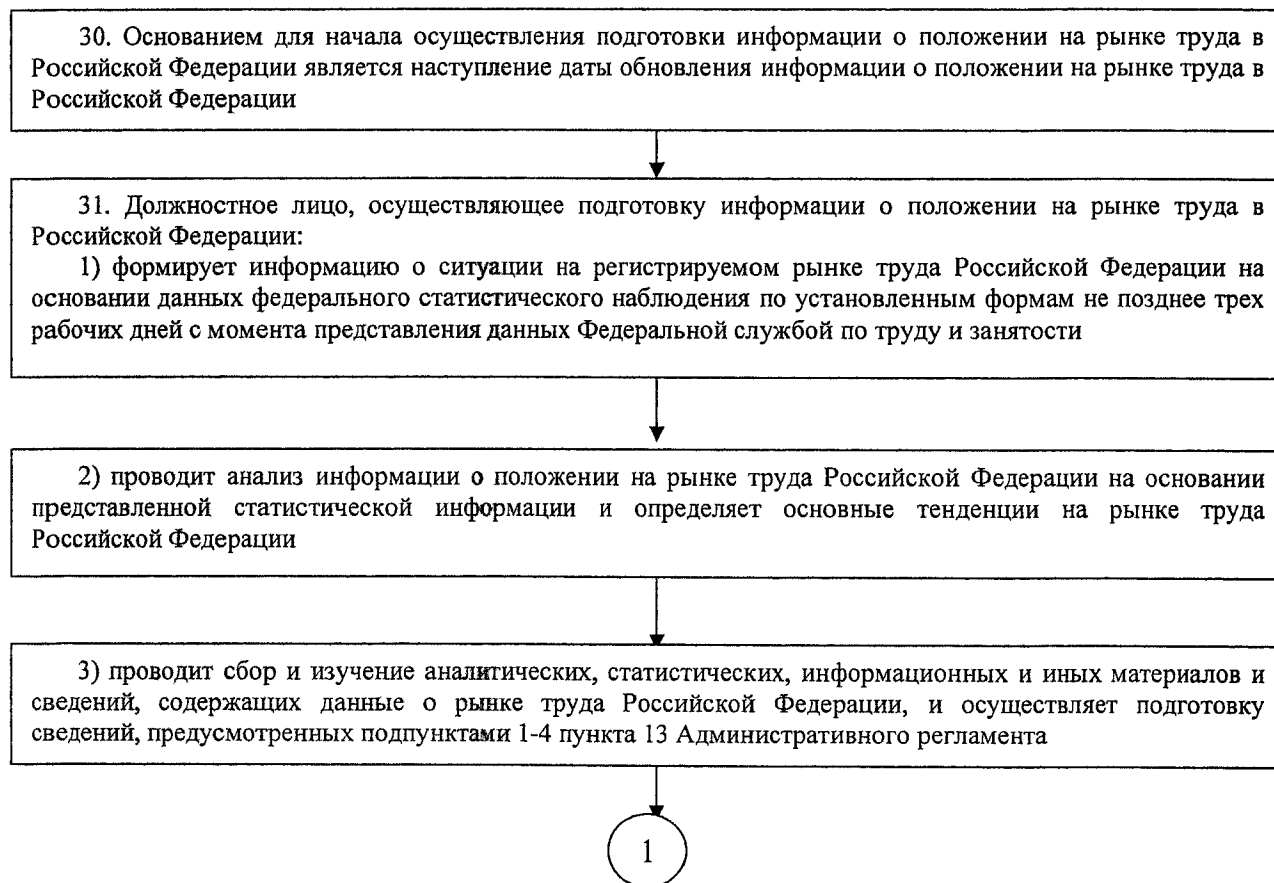 30. Основанием для начала осуществления подготовки информации о положении на рынке труда в
Российской Федерации является наступление даты обновления информации о положении на рынке труда в
Российской Федерации
31. Должностное лицо, осуществляющее подготовку информации о положении на рынке труда в
Российской Федерации:
1) формирует информацию о ситуации на регистрируемом рынке труда Российской Федерации на
основании данных федерального статистического наблюдения по установленным формам не позднее трех
рабочих дней с момента представления данных Федеральной службой по труду и занятости
2) проводит анализ информации о положении на рынке труда Российской Федерации на основании
представленной статистической информации и определяет основные тенденции на рынке труда
Российской Федерации
3) проводит сбор и изучение аналитических, статистических, информационных и иных материалов и
сведений, содержащих данные о рынке труда Российской Федерации, и осуществляет подготовку
сведений, предусмотренных подпунктами 1-4 пункта 13 Административного регламента
1